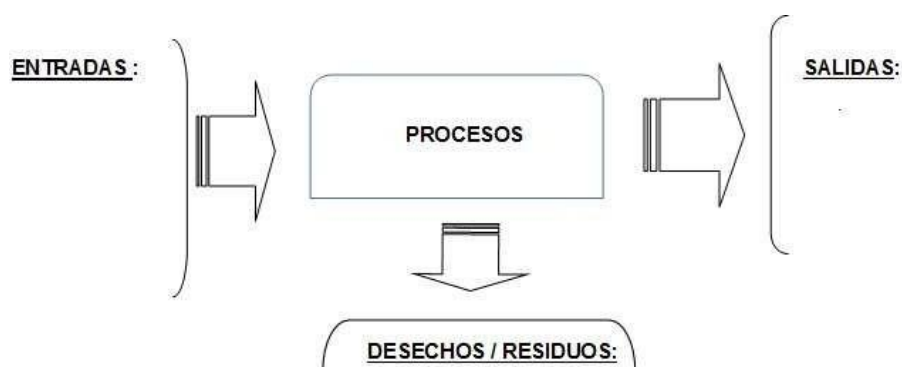 ENTRADAS :
PROCESOS
SALIDAS:
DESECHOS / RESIDUOS: